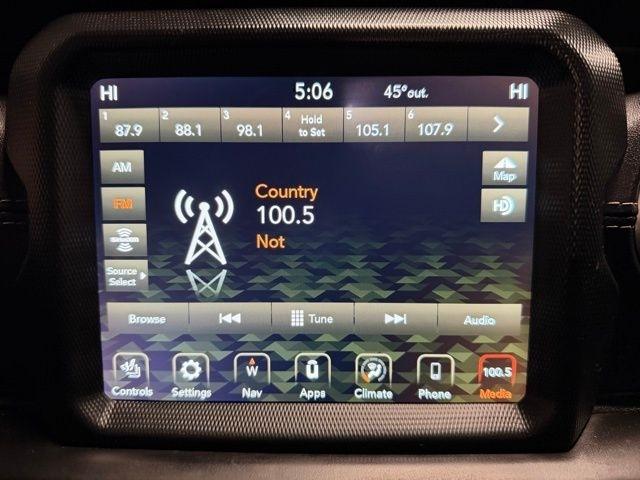 HI 5:06 45°out. HI
1 87.9 2 88.1 3 98.1 4 Hold to Set 5 105.1 6 107.9
AM
Map
FM
HD
Country
100.5
Not
SiriusXM
Source
Select
Browse Tune Audio
W 100.5
Controls Settings Nav Apps Climate Phone Media